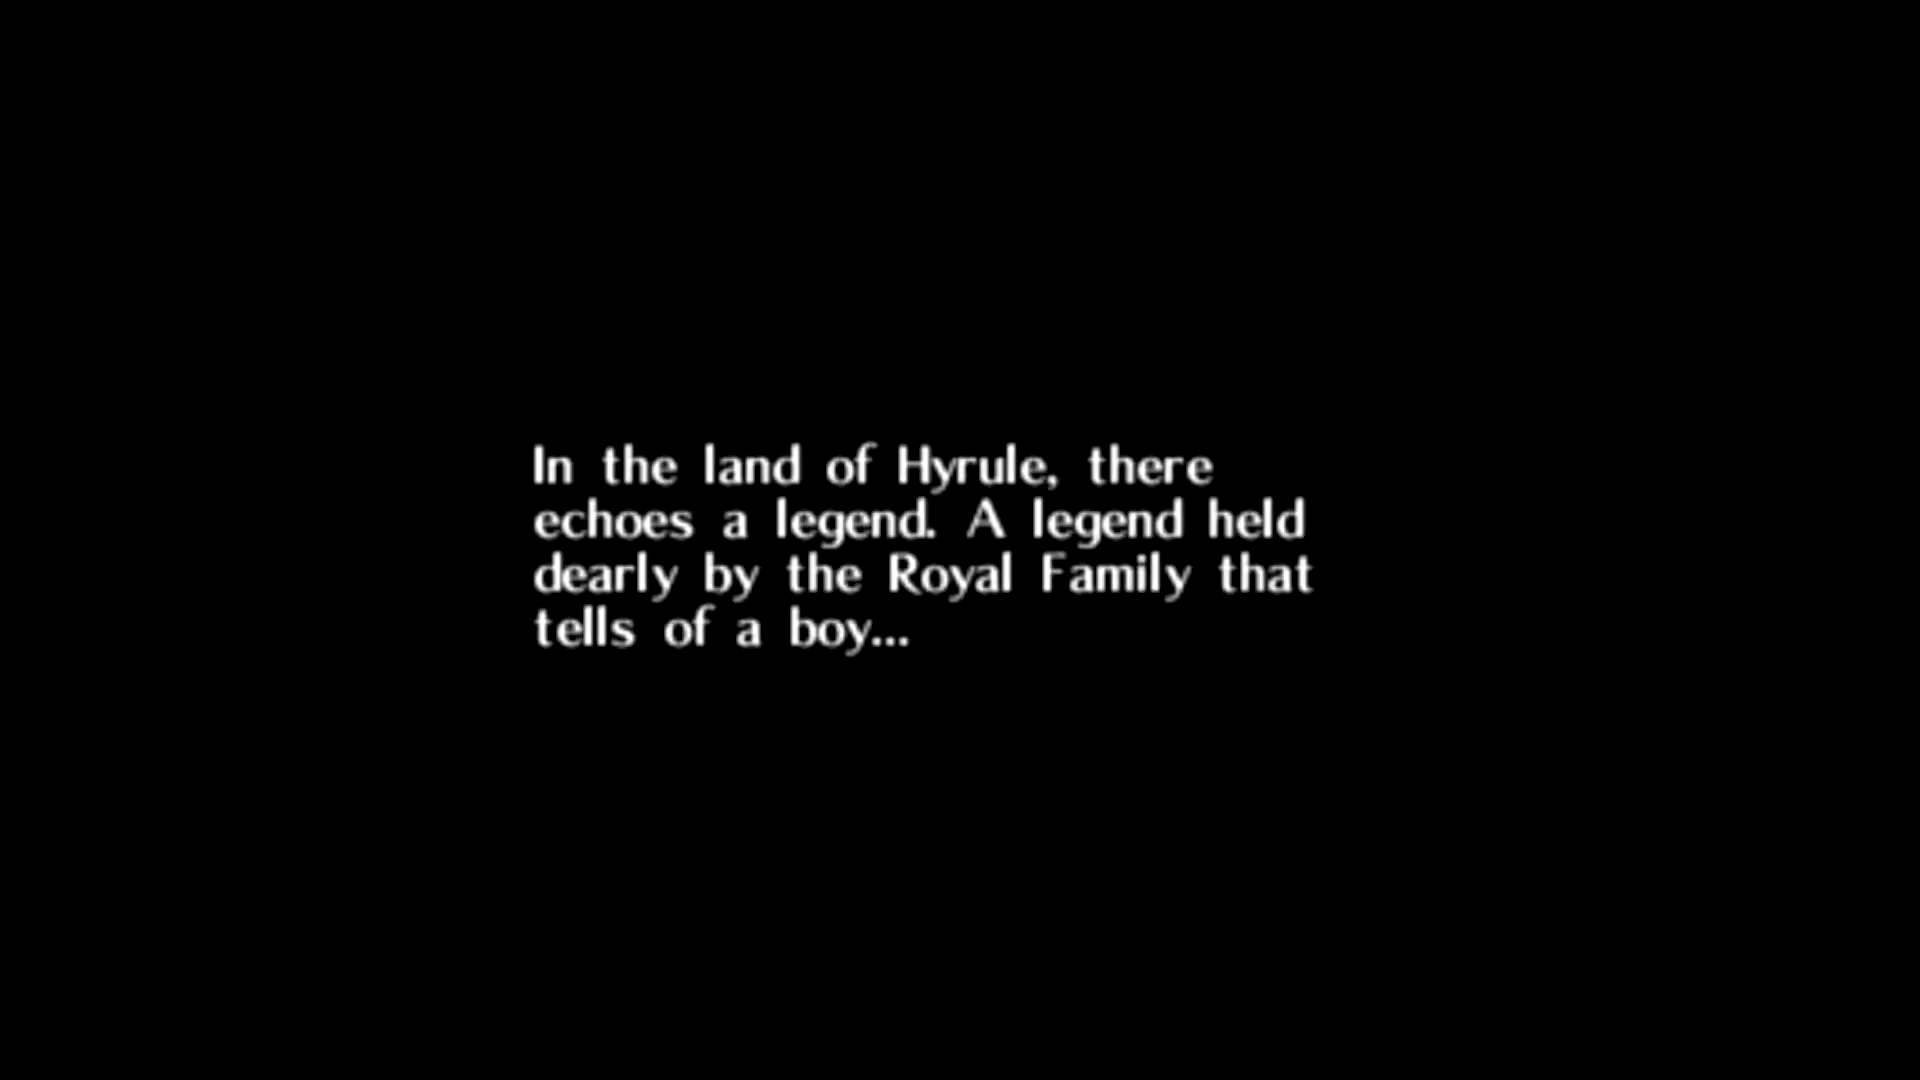 In the land of Hyrule, there
echoes a legend. A legend held
dearly by the Royal Family that
tells of a boy...